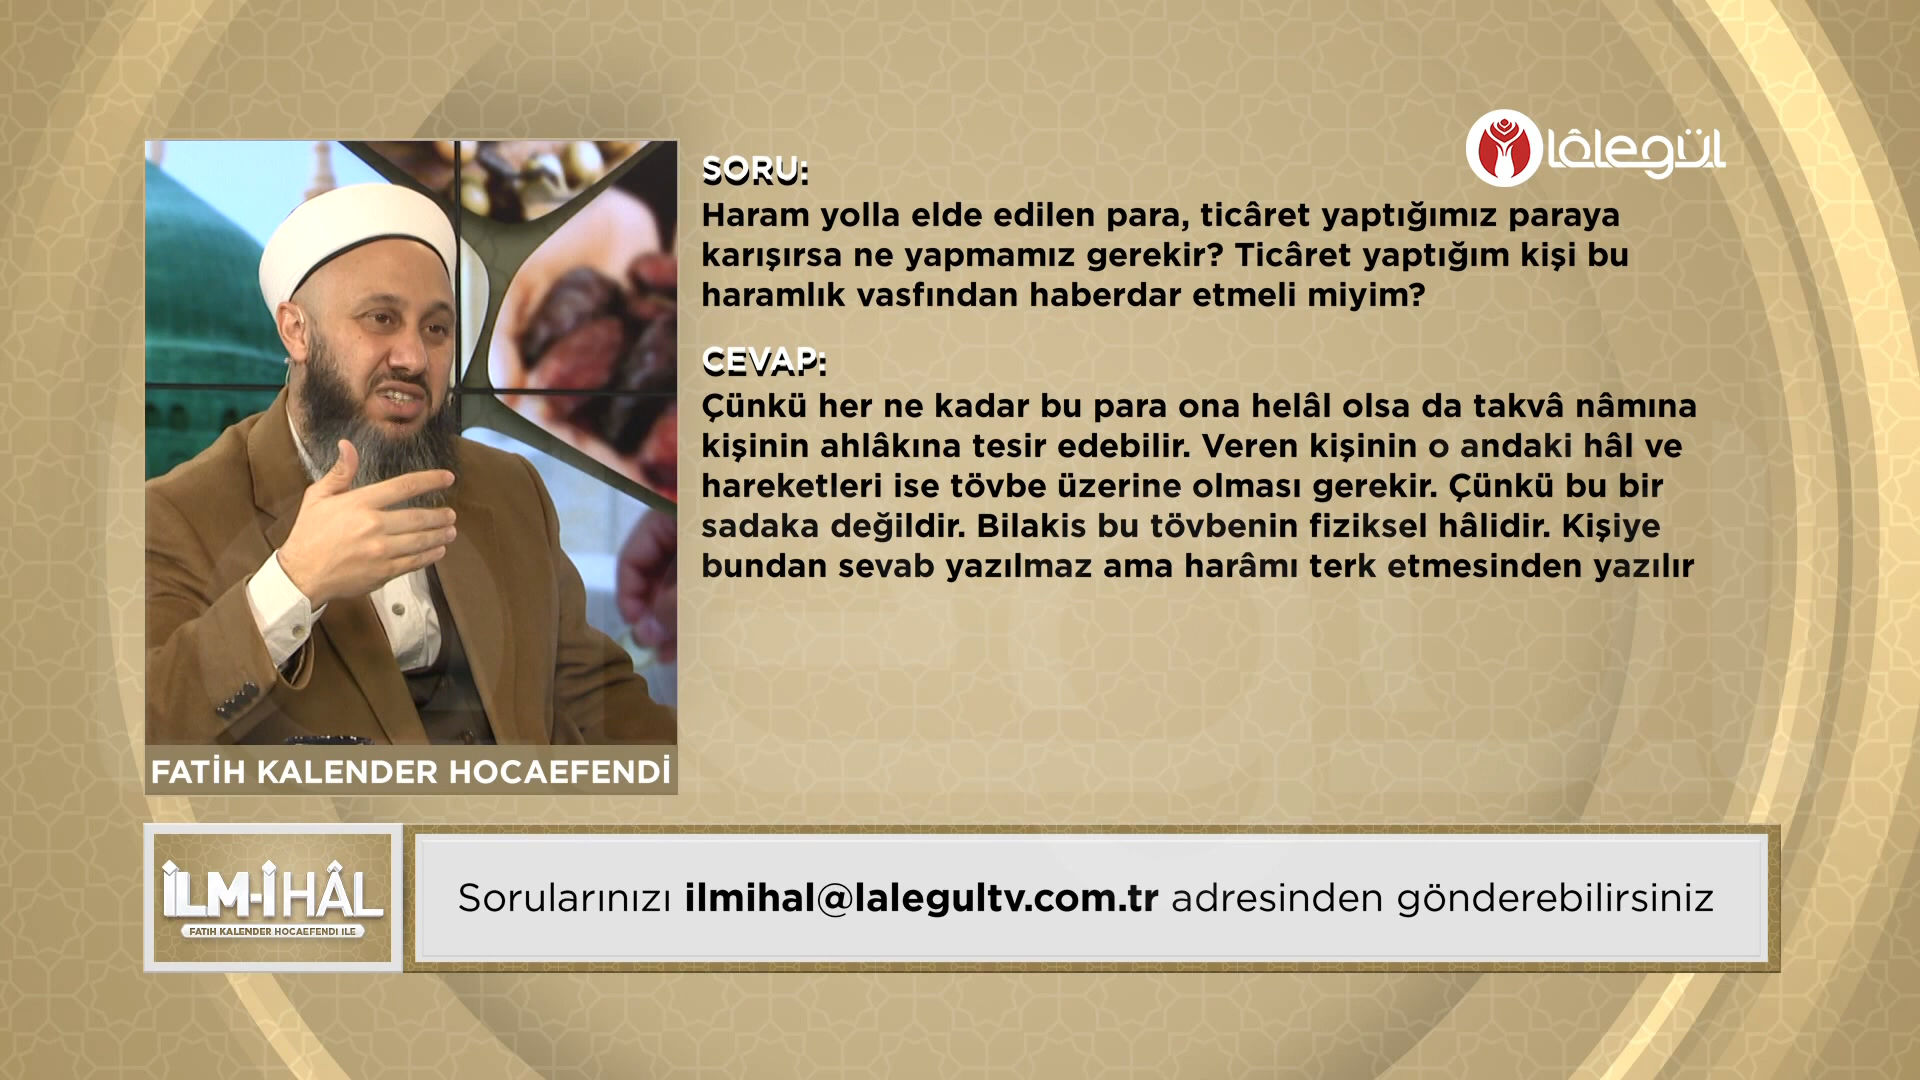 lâlegül
SORU:
Haram yolla elde edilen para, ticâret yaptığımız paraya
karışırsa ne yapmamız gerekir? Ticâret yaptığım kişi bu
haramlık vasfından haberdar etmeli miyim?
CEVAP:
Çünkü her ne kadar bu para ona helâl olsa da takvâ nâmına
kişinin ahlâkına tesir edebilir. Veren kişinin o andaki hâl ve
hareketleri ise tövbe üzerine olması gerekir. Çünkü bu bir
sadaka değildir. Bilakis bu tövbenin fiziksel hâlidir. Kişiye
bundan sevab yazılmaz ama harâmı terk etmesinden yazılır
FATİH KALENDER HOCAEFENDİ
İLM-İHÂL
FATİH KALENDER HOCAEFENDİ İLE
Sorularınızı ilmihal@lalegultv.com.tr adresinden gönderebilirsiniz